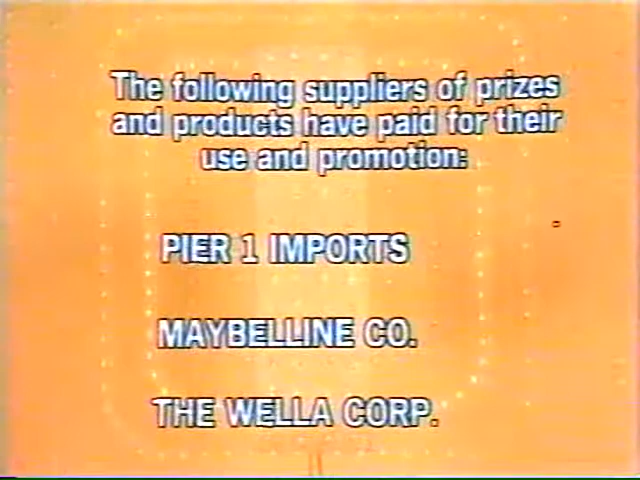 The following suppliers of prizes
and products have paid for their
use and promotion:
PIER 1 IMPORTS
MAYBELLINE CO.
THE WELLA CORP.